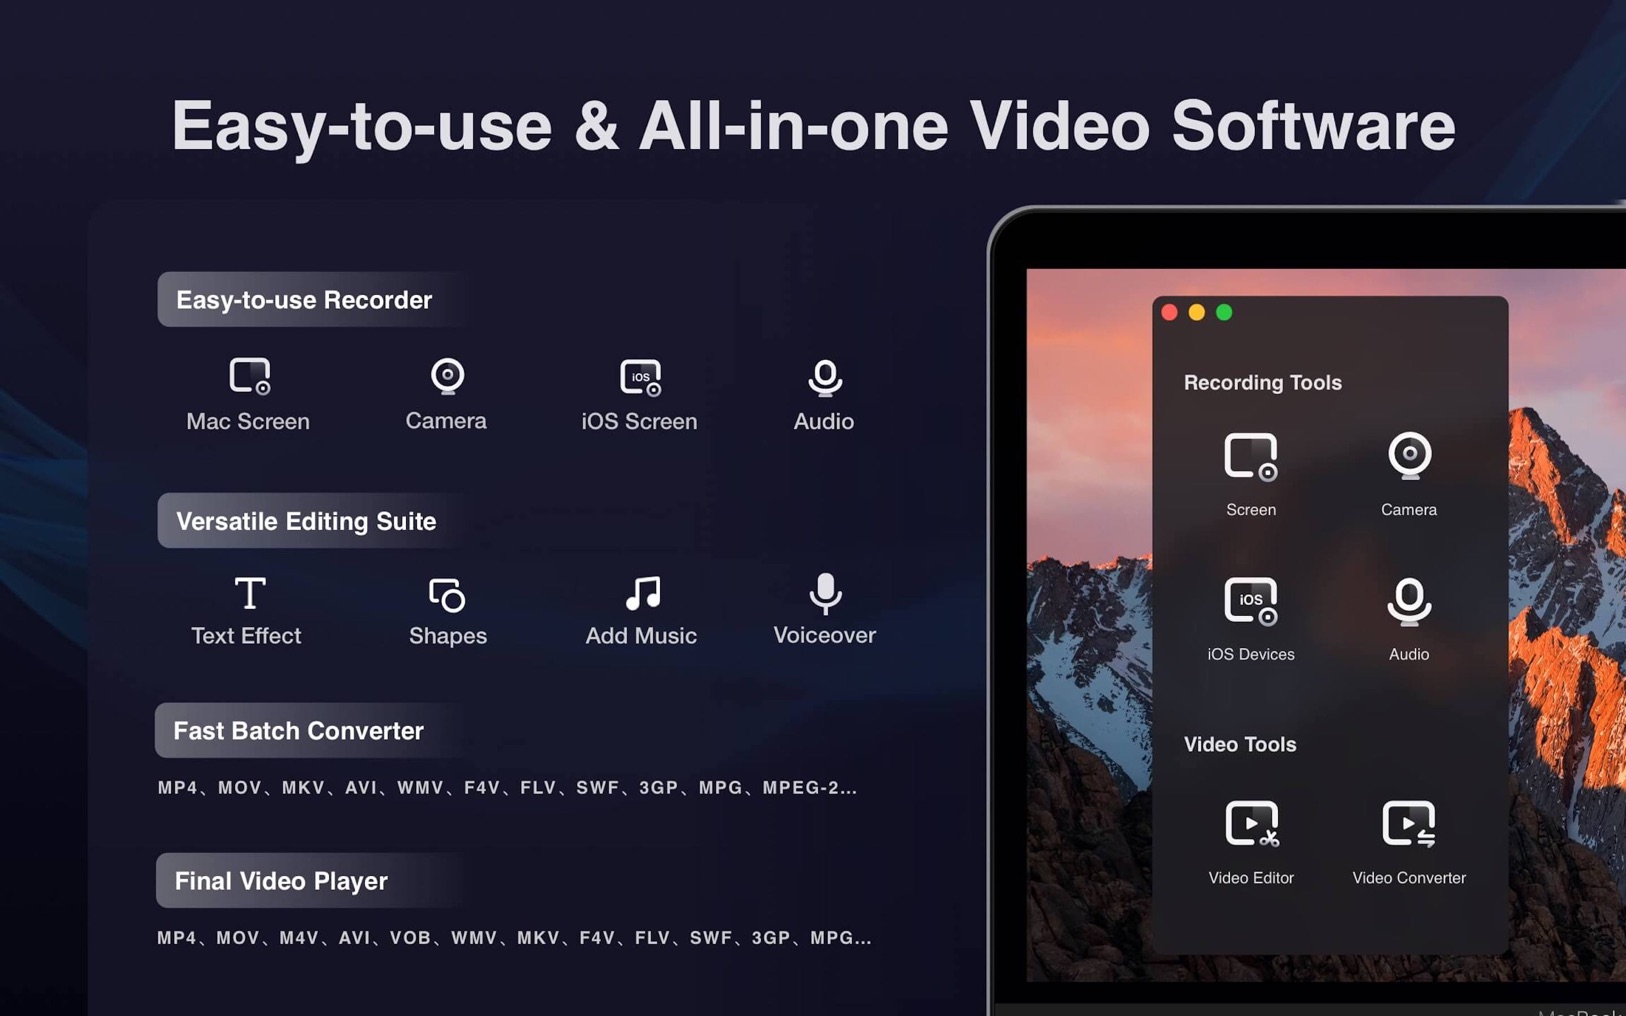 Easy-to-use & All-in-one Video Software
Easy-to-use Recorder
Mac Screen
Camera
iOS
iOS Screen
Audio
Versatile Editing Suite
T
Text Effect
Shapes
Add Music
Voiceover
Fast Batch Converter
MP4、MOV、MKV、AVI、WMV、F4V、FLV、SWF、3GP、MPG、MPEG-2...
Final Video Player
MP4、MOV、M4V、AVI、VOB、WMV、MKV、F4V、FLV、SWF、3GP、MPG...
Recording Tools
Screen
Camera
iOS
iOS Devices
Audio
Video Tools
Video Editor
Video Converter